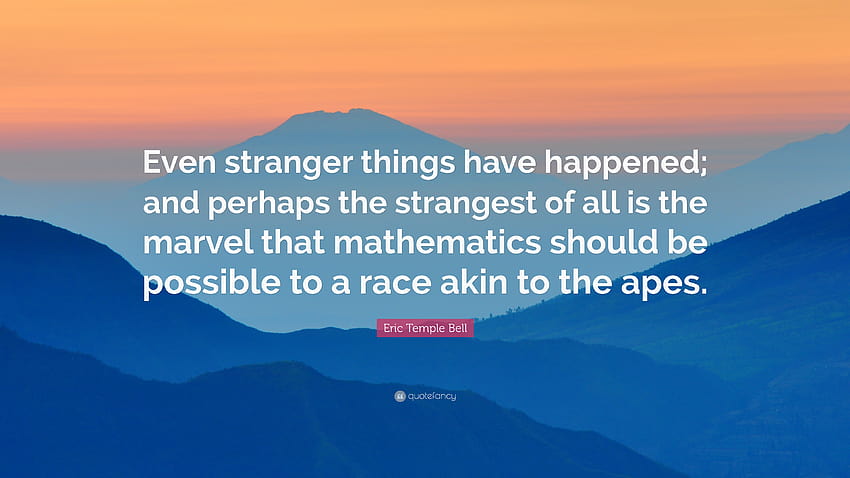 Even stranger things have happened;
and perhaps the strangest of all is the
marvel that mathematics should be
possible to a race akin to the apes.
Eric Temple Bell
quotefancy